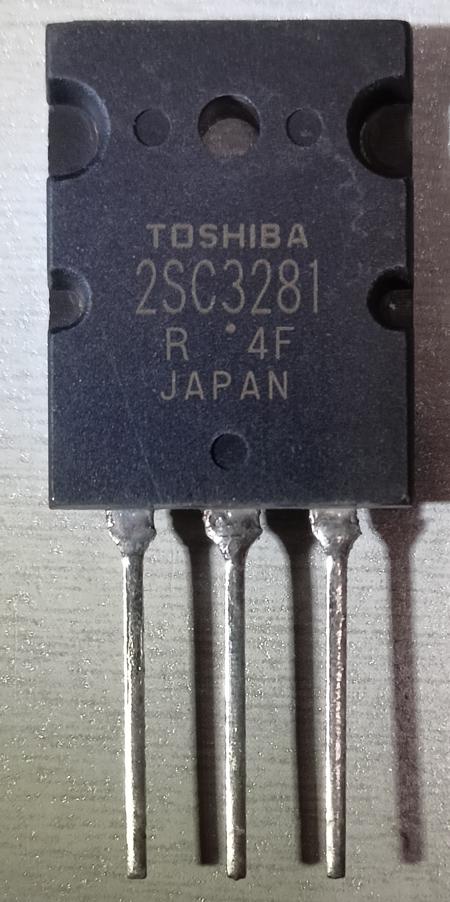 TOSHIBA
2SC3281
R • 4F
JAPAN